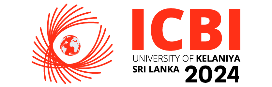 ICBI
UNIVERSITY OF KELANIYA
SRI LANKA 2024